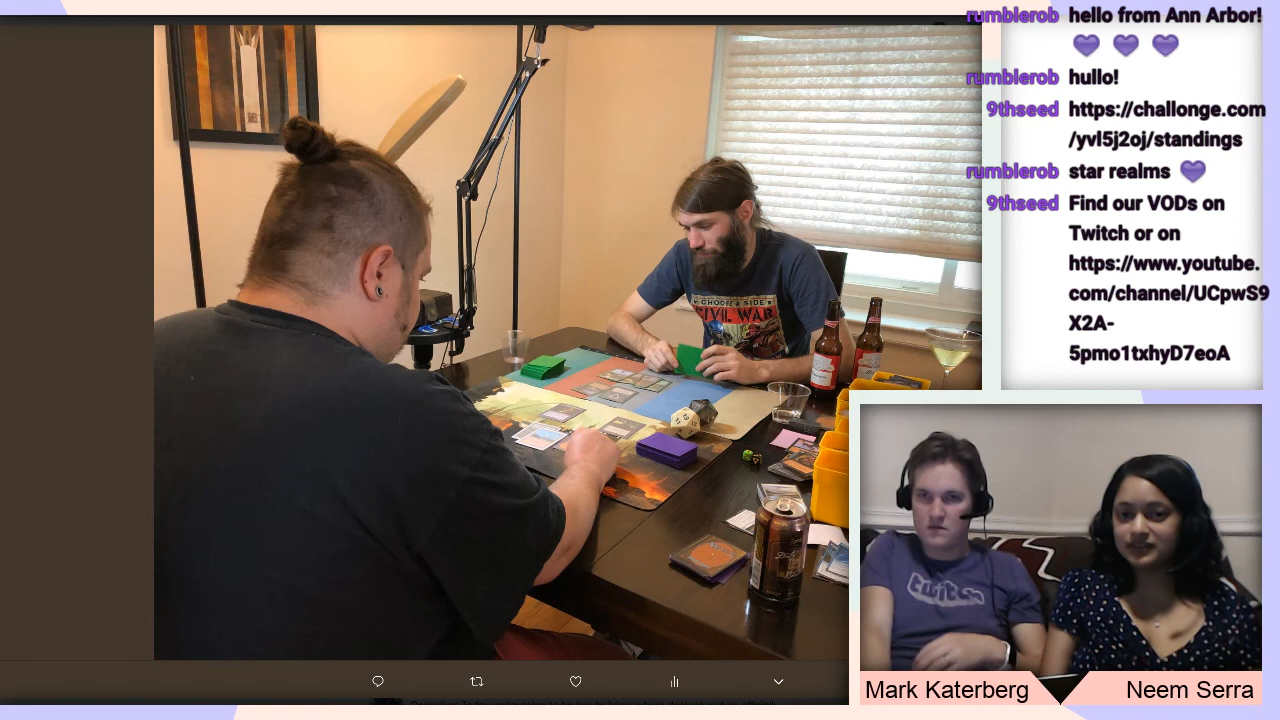 rumblerob hello from Ann Arbor!
💜 💜 💜
rumblerob hullo!
9thseed https://challonge.com
/yvl5j2oj/standings
rumblerob star realms 💜
9thseed Find our VODs on
Twitch or on
https://www.youtube.
com/channel/UCpwS9
X2A-
5pmo1txhyD7eoA
CHOOSE A SIDE
CIVIL WAR
twitch
Mark Katerberg
Neem Serra